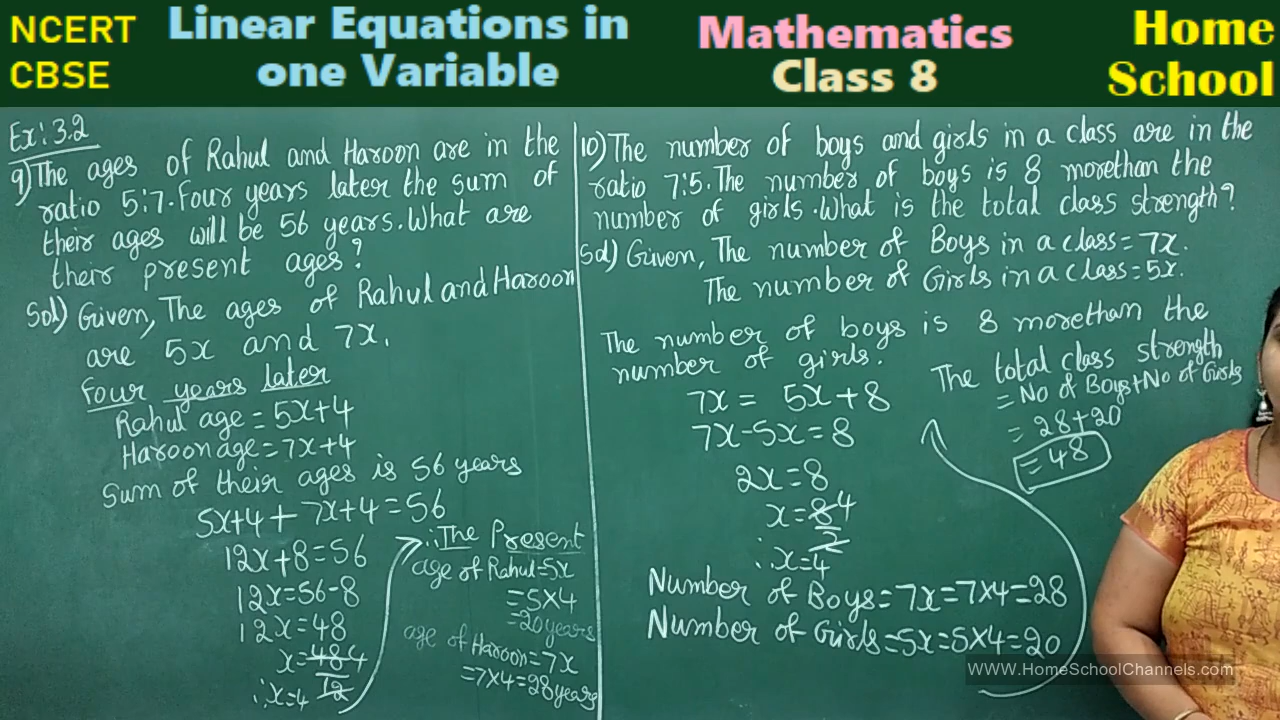 NCERT
CBSE
Linear Equations in
one Variable
Mathematics
Class 8
Home
School
Ex: 3.2
9) The ages of Rahul and Haroon are in the
ratio 5:7. Four years later the sum of
their ages will be 56 years. What are
their present ages?
Sol) Given, The ages of Rahul and Haroon
are 5x and 7x.
Four years later
Rahul age = 5x+4
Haroon age = 7x+4
Sum of their ages is 56 years
5x+4 + 7x+4 = 56
12x+8 = 56
12x = 56-8
12x = 48
x = 48 4
12
∴ x = 4
∴ The Present
age of Rahul = 5x
= 5×4
= 20 years
age of Haroon = 7x
= 7×4 = 28 years
10) The number of boys and girls in a class are in the
ratio 7:5. The number of boys is 8 morethan the
number of girls. What is the total class strength?
Sol) Given, The number of Boys in a class = 7x.
The number of Girls in a class = 5x.
The number of boys is 8 morethan the
number of girls.
7x = 5x+8
7x-5x = 8
2x = 8
x = 8 4
2
∴ x = 4
Number of Boys = 7x = 7×4 = 28
Number of Girls = 5x = 5×4 = 20
The total class strength
= No of Boys + No of Girls
= 28+20
= 48
WWW.HomeSchoolChannels.com